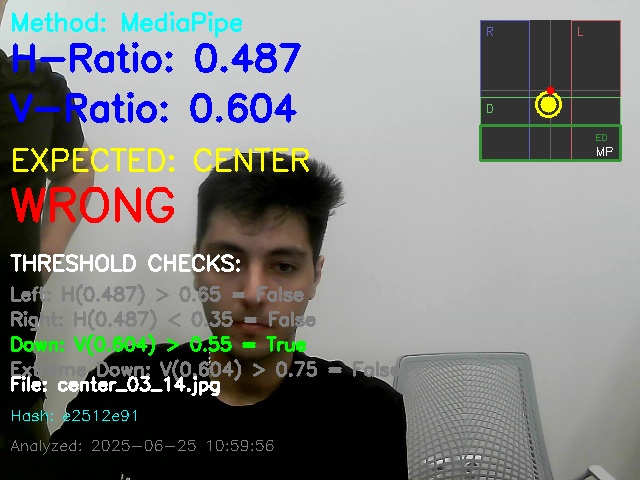 Method: MediaPipe
H-Ratio: 0.487
V-Ratio: 0.604
EXPECTED: CENTER
WRONG
THRESHOLD CHECKS:
Left: H(0.487) > 0.65 = False
Right: H(0.487) < 0.35 = False
Down: V(0.604) > 0.55 = True
Extreme Down: V(0.604) > 0.75 = False
File: center_03_14.jpg
Hash: e2512e91
Analyzed: 2025-06-25 10:59:56
R L
D
ED
MP